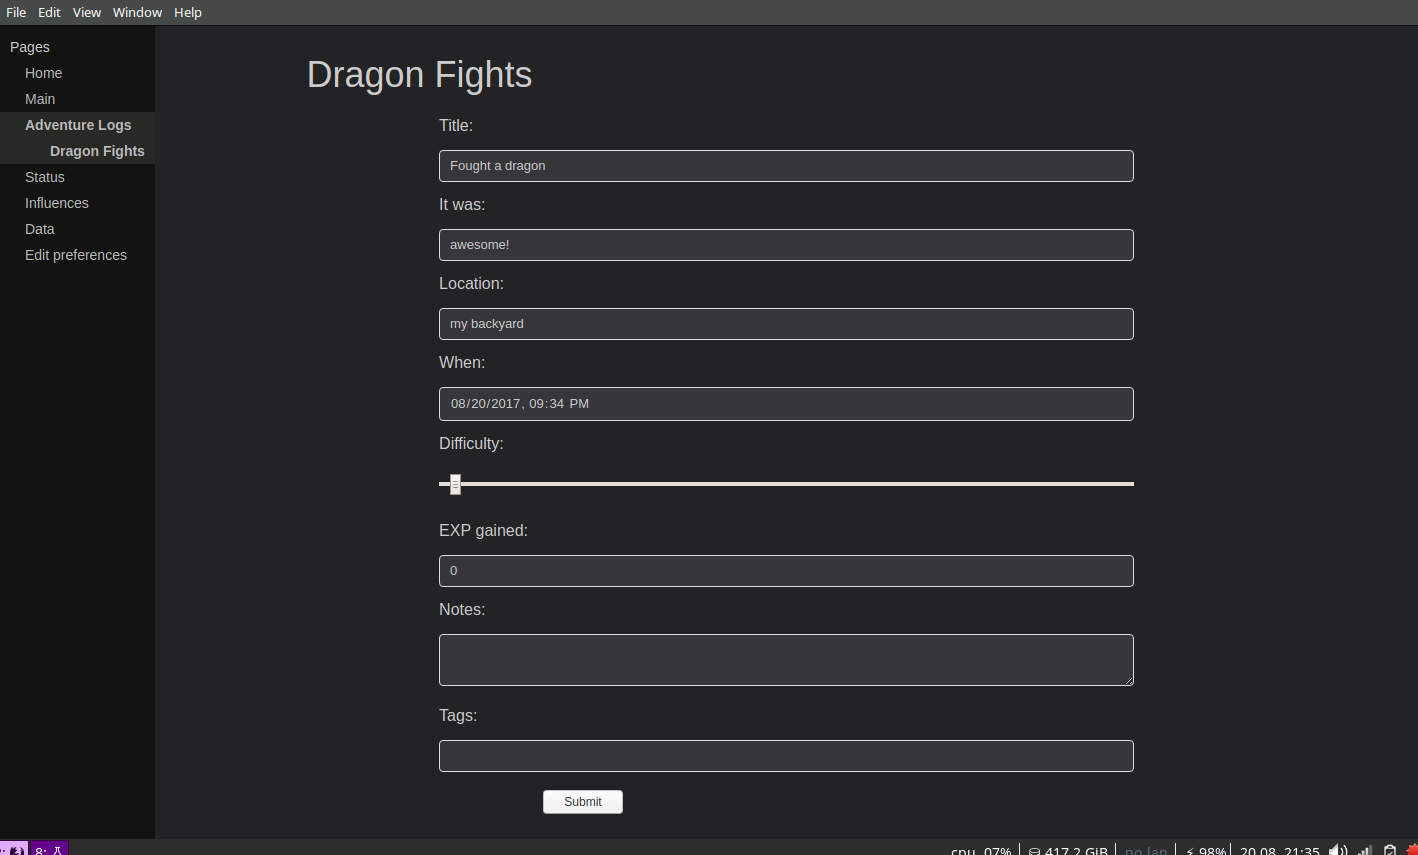 File Edit View Window Help
Pages
Home
Main
Adventure Logs
Dragon Fights
Status
Influences
Data
Edit preferences
Dragon Fights
Title:
Fought a dragon
It was:
awesome!
Location:
my backyard
When:
08/20/2017, 09:34 PM
Difficulty:
EXP gained:
0
Notes:
Tags:
Submit
8: cpu 07% 417.2 GiB no lan 98% 20.08. 21:35